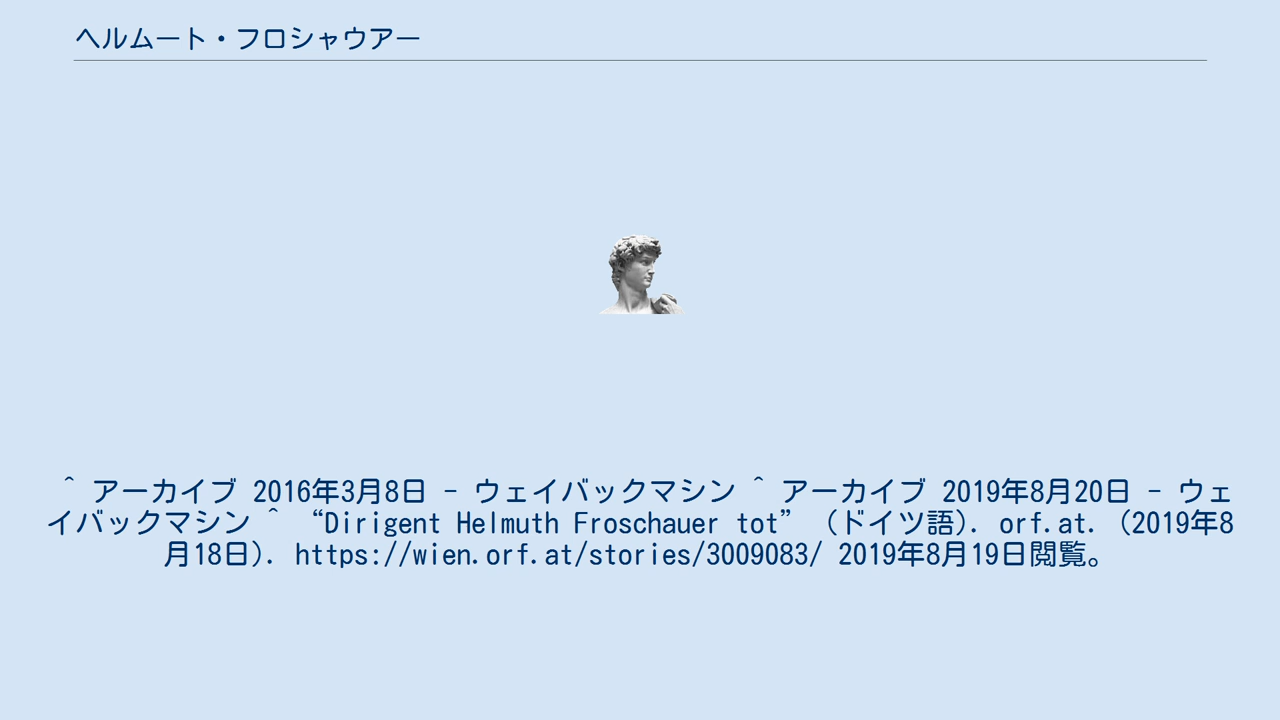 ヘルムート・フロシャウアー
^ アーカイブ 2016年3月8日 - ウェイバックマシン ^ アーカイブ 2019年8月20日 - ウェ
イバックマシン ^ “Dirigent Helmuth Froschauer tot” (ドイツ語). orf.at. (2019年8
月18日). https://wien.orf.at/stories/3009083/ 2019年8月19日閲覧。